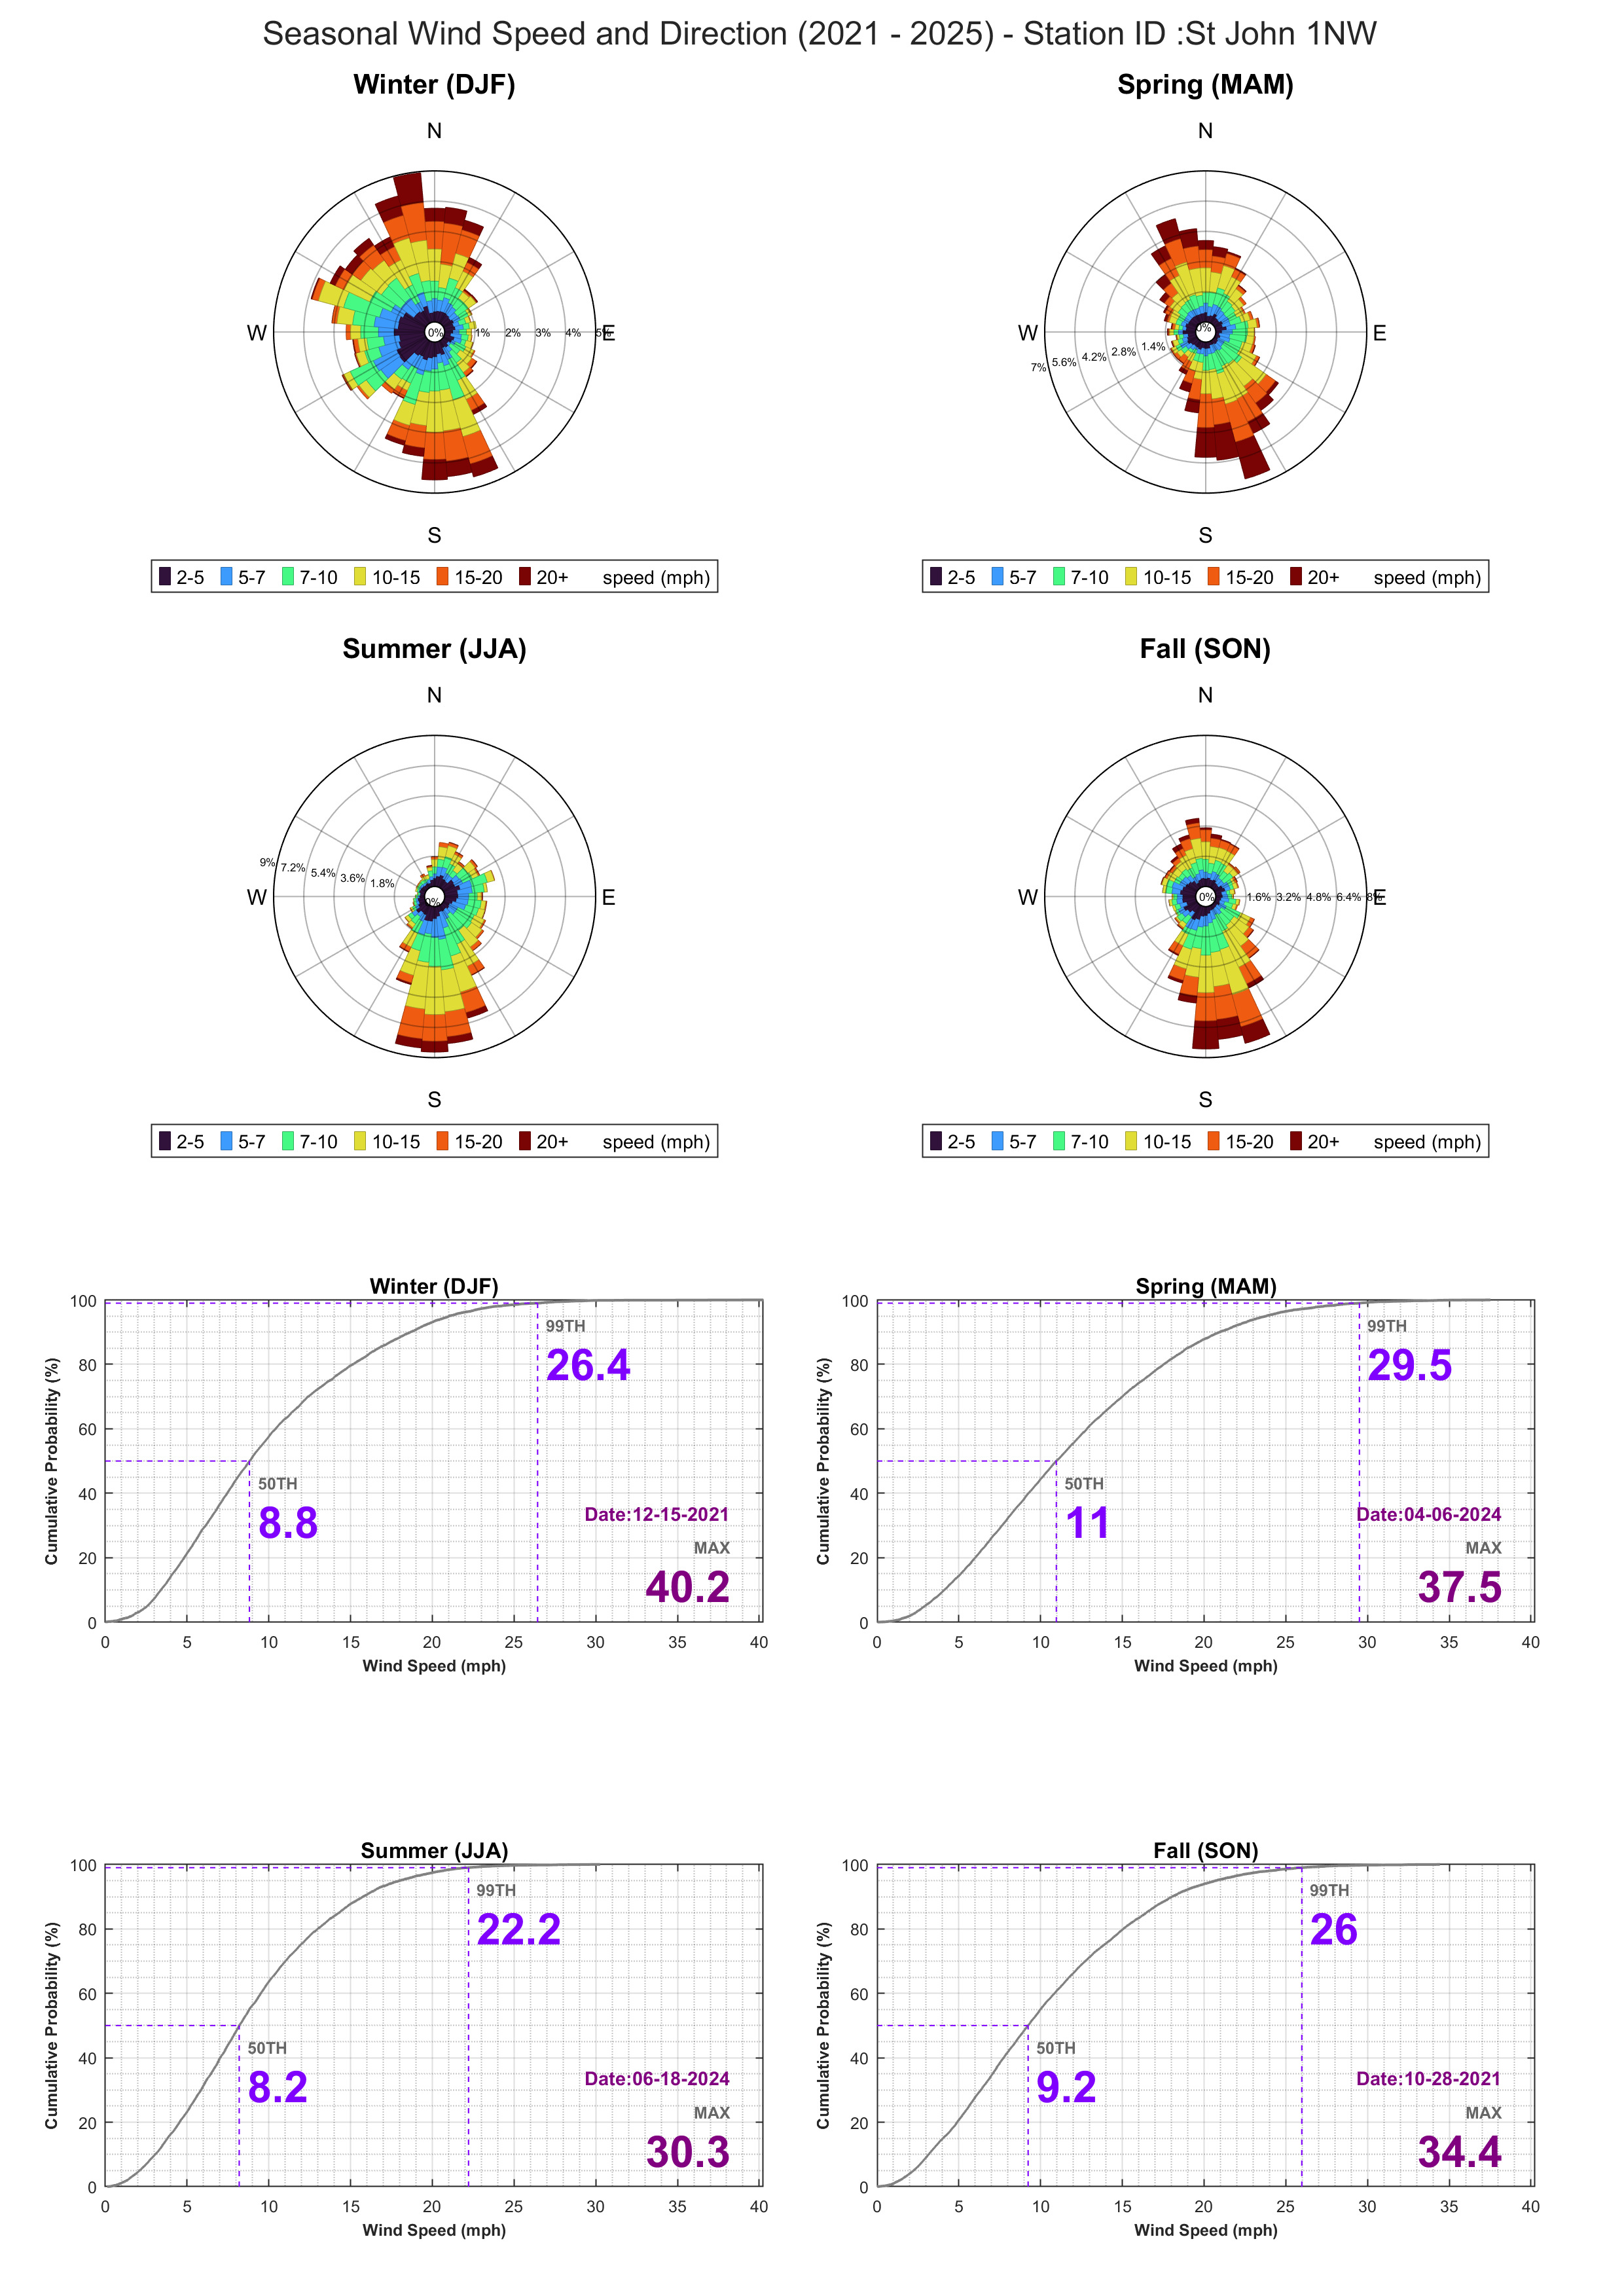 Seasonal Wind Speed and Direction (2021 - 2025) - Station ID :St John 1NW
Winter (DJF)
N
W
0%
1%
2%
3%
4%
5%
E
S
2-5 5-7 7-10 10-15 15-20 20+ speed (mph)
Spring (MAM)
N
W
0%
1.4%
2.8%
4.2%
5.6%
7%
E
S
2-5 5-7 7-10 10-15 15-20 20+ speed (mph)
Summer (JJA)
N
9%
7.2%
5.4%
3.6%
1.8%
0%
W
E
S
2-5 5-7 7-10 10-15 15-20 20+ speed (mph)
Fall (SON)
N
W
0%
1.6%
3.2%
4.8%
6.4%
8%
E
S
2-5 5-7 7-10 10-15 15-20 20+ speed (mph)
Winter (DJF)
Cumulative Probability (%)
100
80
60
40
20
0
99TH
26.4
50TH
8.8
Date:12-15-2021
MAX
40.2
0 5 10 15 20 25 30 35 40
Wind Speed (mph)
Spring (MAM)
Cumulative Probability (%)
100
80
60
40
20
0
99TH
29.5
50TH
11
Date:04-06-2024
MAX
37.5
0 5 10 15 20 25 30 35 40
Wind Speed (mph)
Summer (JJA)
Cumulative Probability (%)
100
80
60
40
20
0
99TH
22.2
50TH
8.2
Date:06-18-2024
MAX
30.3
0 5 10 15 20 25 30 35 40
Wind Speed (mph)
Fall (SON)
Cumulative Probability (%)
100
80
60
40
20
0
99TH
26
50TH
9.2
Date:10-28-2021
MAX
34.4
0 5 10 15 20 25 30 35 40
Wind Speed (mph)